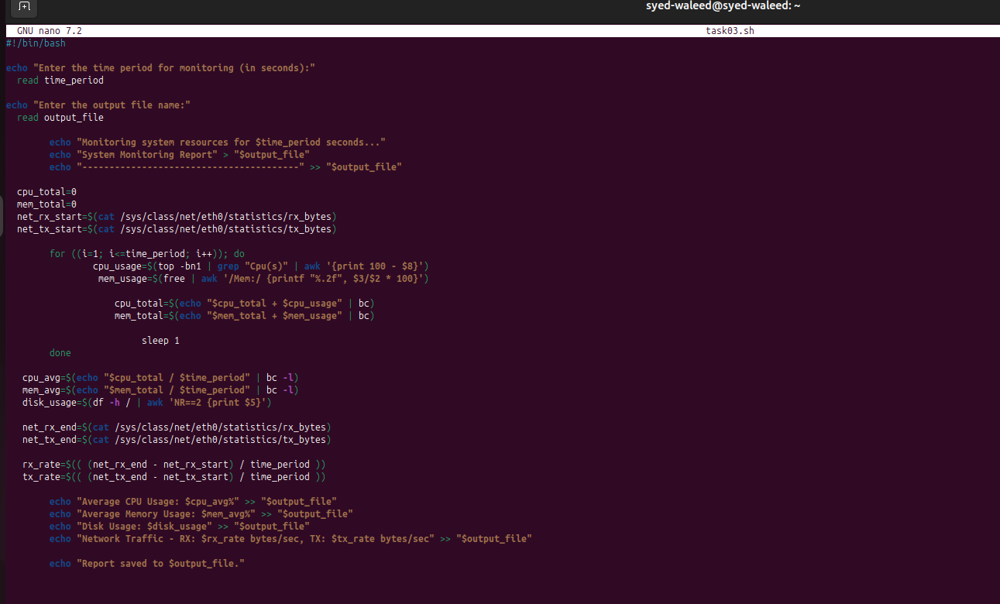 syed-waleed@syed-waleed: ~
GNU nano 7.2 task03.sh
#!/bin/bash
echo "Enter the time period for monitoring (in seconds):"
read time_period
echo "Enter the output file name:"
read output_file
echo "Monitoring system resources for $time_period seconds..."
echo "System Monitoring Report" > "$output_file"
echo "----------------------------------------" >> "$output_file"
cpu_total=0
mem_total=0
net_rx_start=$(cat /sys/class/net/eth0/statistics/rx_bytes)
net_tx_start=$(cat /sys/class/net/eth0/statistics/tx_bytes)
for ((i=1; i<=time_period; i++)); do
cpu_usage=$(top -bn1 | grep "Cpu(s)" | awk '{print 100 - $8}')
mem_usage=$(free | awk '/Mem:/ {printf "%.2f", $3/$2 * 100}')
cpu_total=$(echo "$cpu_total + $cpu_usage" | bc)
mem_total=$(echo "$mem_total + $mem_usage" | bc)
sleep 1
done
cpu_avg=$(echo "$cpu_total / $time_period" | bc -l)
mem_avg=$(echo "$mem_total / $time_period" | bc -l)
disk_usage=$(df -h / | awk 'NR==2 {print $5}')
net_rx_end=$(cat /sys/class/net/eth0/statistics/rx_bytes)
net_tx_end=$(cat /sys/class/net/eth0/statistics/tx_bytes)
rx_rate=$(( (net_rx_end - net_rx_start) / time_period ))
tx_rate=$(( (net_tx_end - net_tx_start) / time_period ))
echo "Average CPU Usage: $cpu_avg%" >> "$output_file"
echo "Average Memory Usage: $mem_avg%" >> "$output_file"
echo "Disk Usage: $disk_usage" >> "$output_file"
echo "Network Traffic - RX: $rx_rate bytes/sec, TX: $tx_rate bytes/sec" >> "$output_file"
echo "Report saved to $output_file."